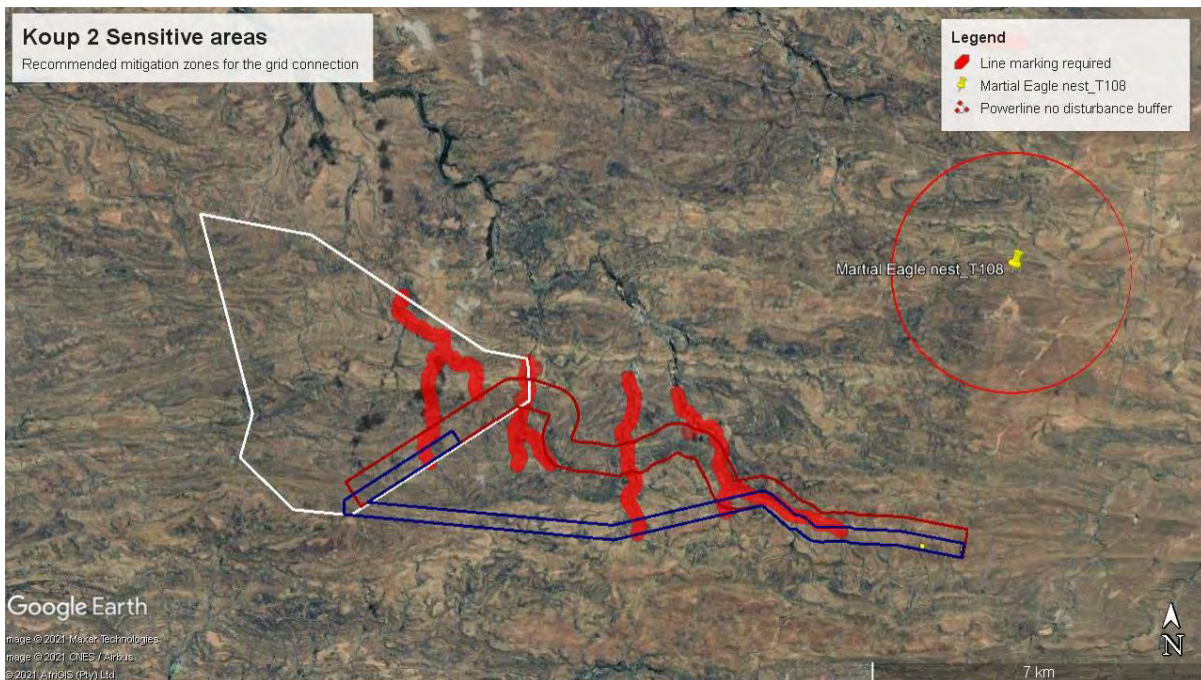 Koup 2 Sensitive areas
Recommended mitigation zones for the grid connection
Legend
Line marking required
Martial Eagle nest_T108
Powerline no disturbance buffer
Martial Eagle nest_T108
Google Earth
mage © 2021 Maxar Technologies
mage © 2021 CNES / Airbus
© 2021 AfriGIS (Pty) Ltd.
N
7 km